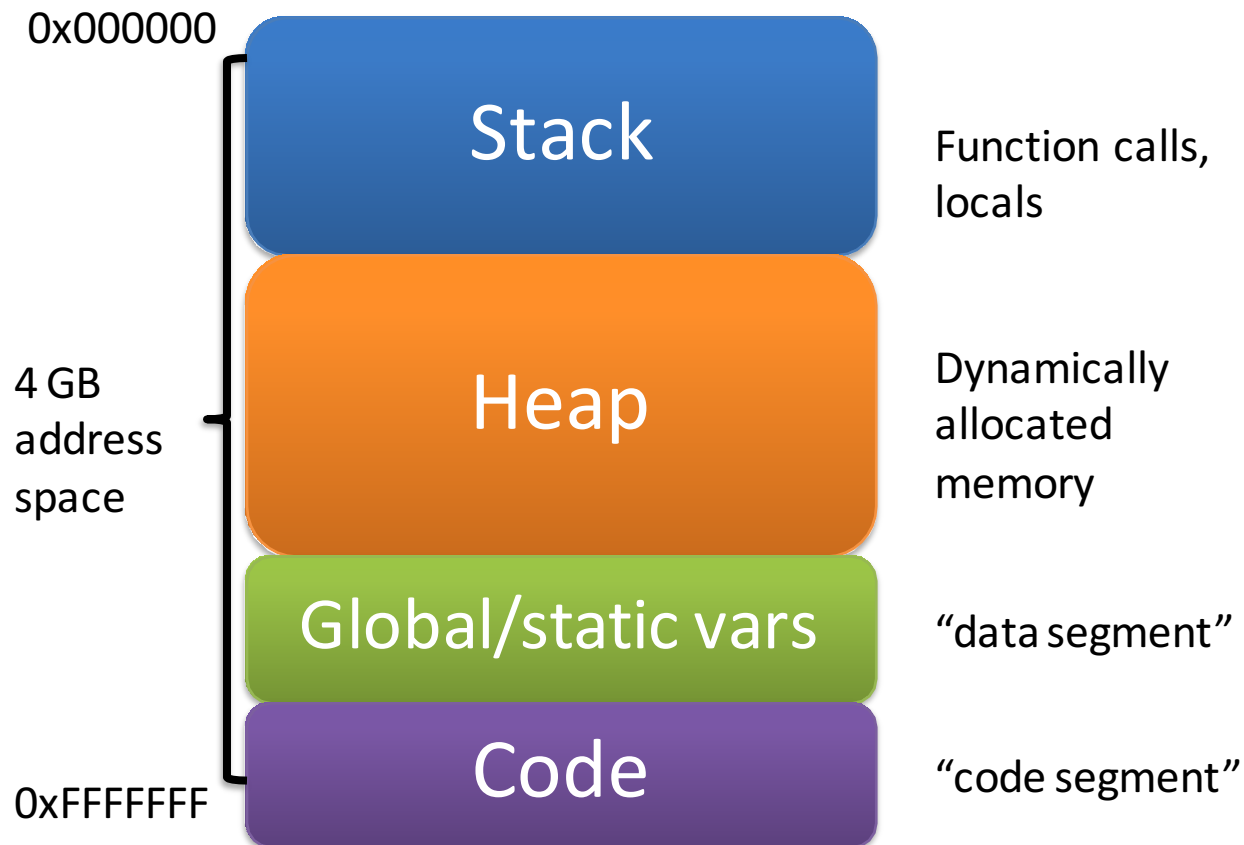 0x000000
Stack
Function calls,
locals
4 GB
address
space
Heap
Dynamically
allocated
memory
Global/static vars
“data segment”
Code
“code segment”
0xFFFFFFF